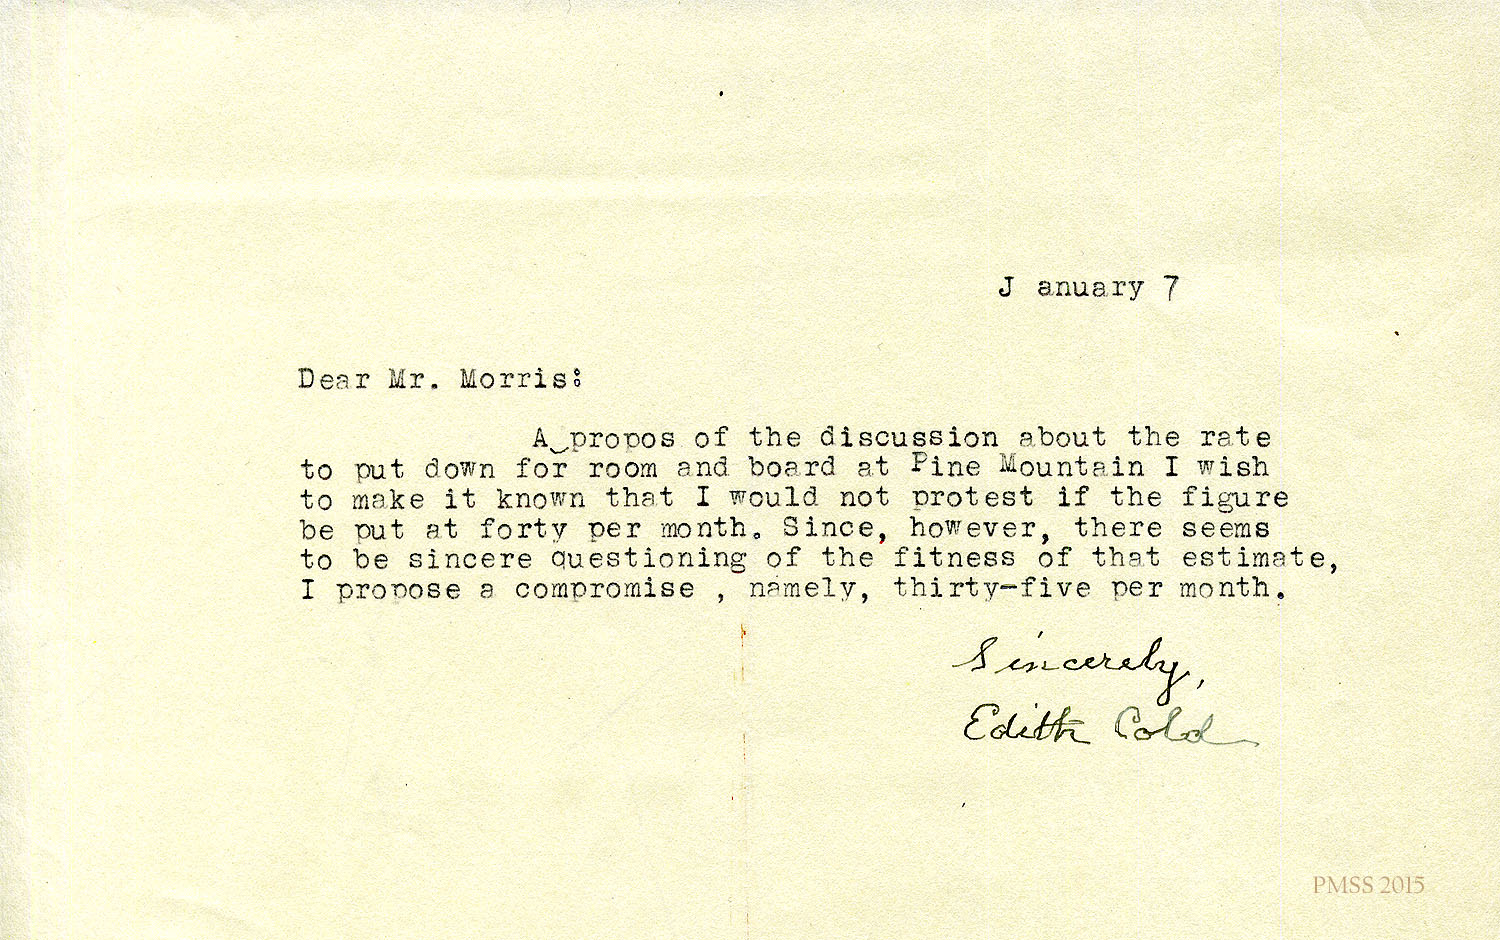 J anuary 7
Dear Mr. Morris:
A propos of the discussion about the rate
to put down for room and board at Pine Mountain I wish
to make it known that I would not protest if the figure
be put at forty per month. Since, however, there seems
to be sincere questioning of the fitness of that estimate,
I propose a compromise , namely, thirty-five per month.
Sincerely,
Edith Cold
PMSS 2015